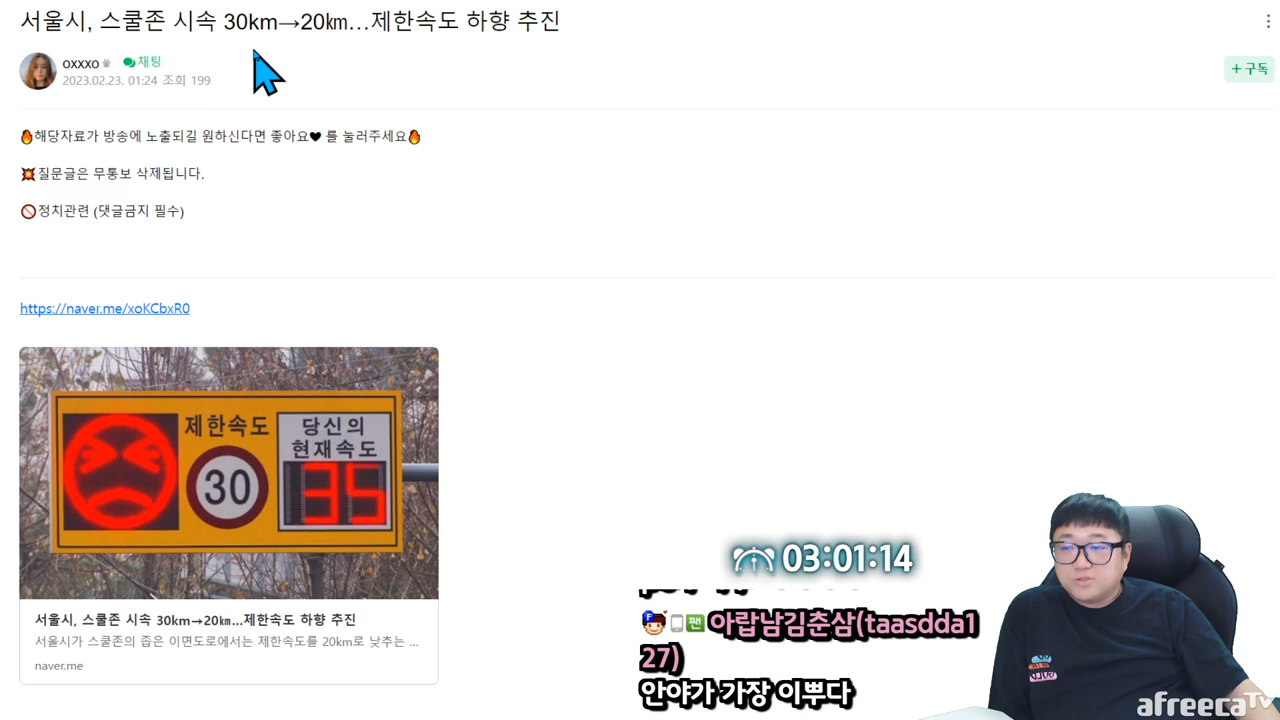 서울시, 스쿨존 시속 30km→20㎞…제한속도 하향 추진
oxxxo 채팅
2023.02.23. 01:24 조회 199
+ 구독
🔥해당자료가 방송에 노출되길 원하신다면 좋아요♥ 를 눌러주세요🔥
💥질문글은 무통보 삭제됩니다.
🚫정치관련 (댓글금지 필수)
https://naver.me/xoKCbxR0
제한속도
30
당신의
현재속도
35
서울시, 스쿨존 시속 30km→20㎞…제한속도 하향 추진
서울시가 스쿨존의 좁은 이면도로에서는 제한속도를 20km로 낮추는 ...
naver.me
03:01:14
F 팬 아랍남김춘삼(taasdda1
27)
안야가 가장 이뿌다
afreecaTV